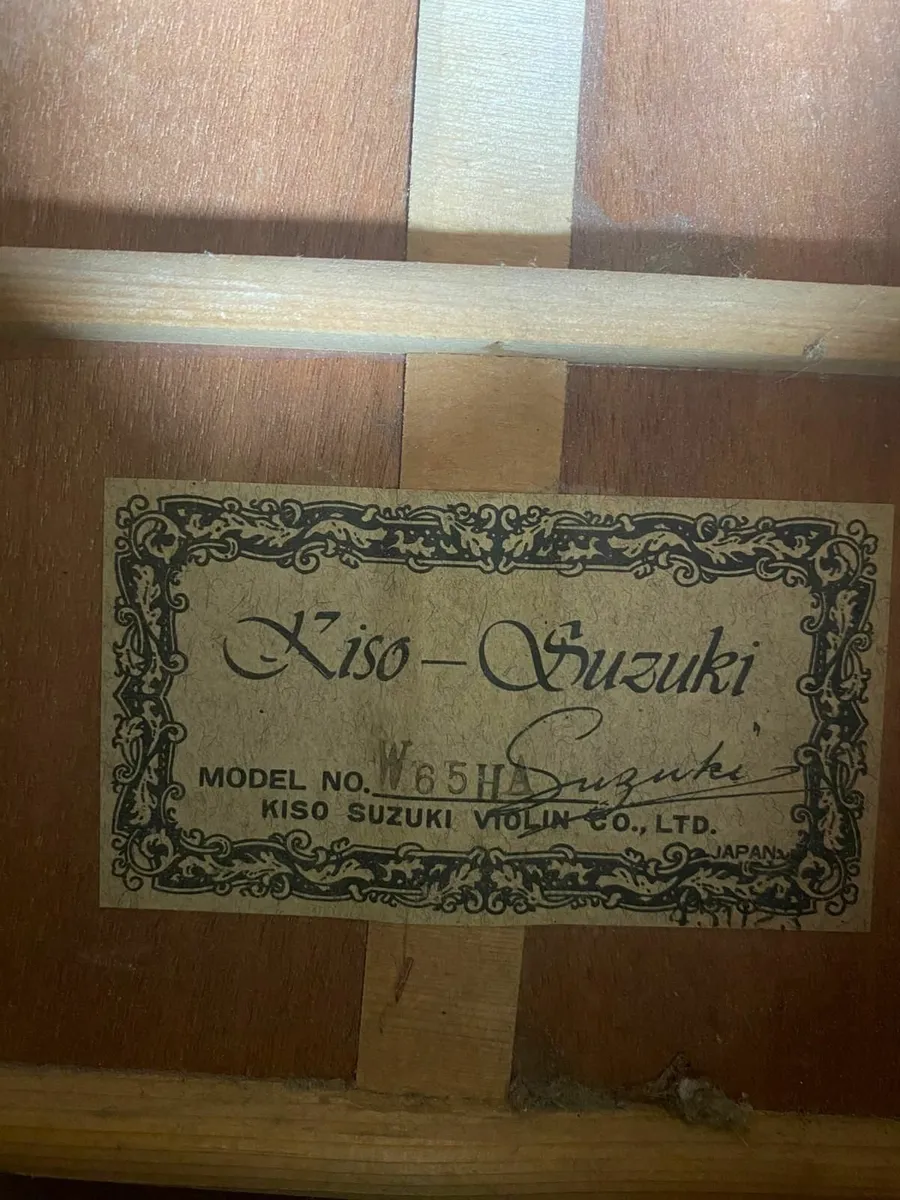 Kiso–Suzuki
MODEL NO. W65HA Suzuki
KISO SUZUKI VIOLIN CO., LTD.
JAPAN